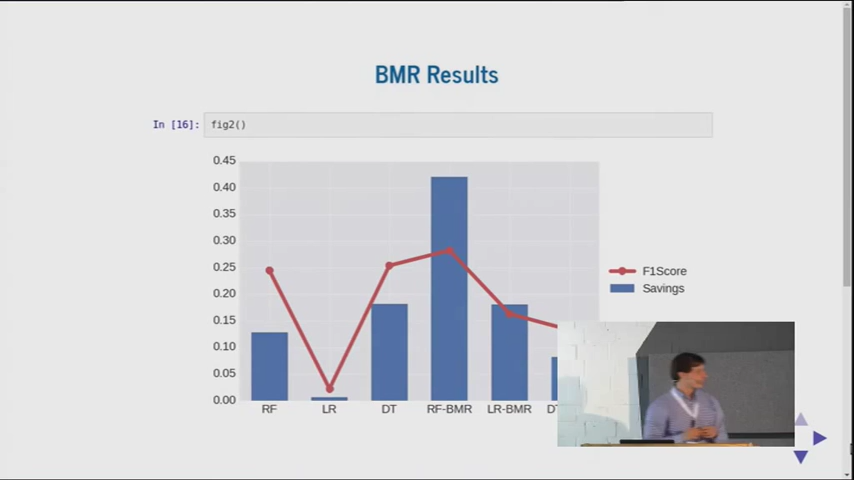 BMR Results
In [16]: fig2()
0.45
0.40
0.35
0.30
0.25
0.20
0.15
0.10
0.05
0.00
RF LR DT RF-BMR LR-BMR
F1Score
Savings